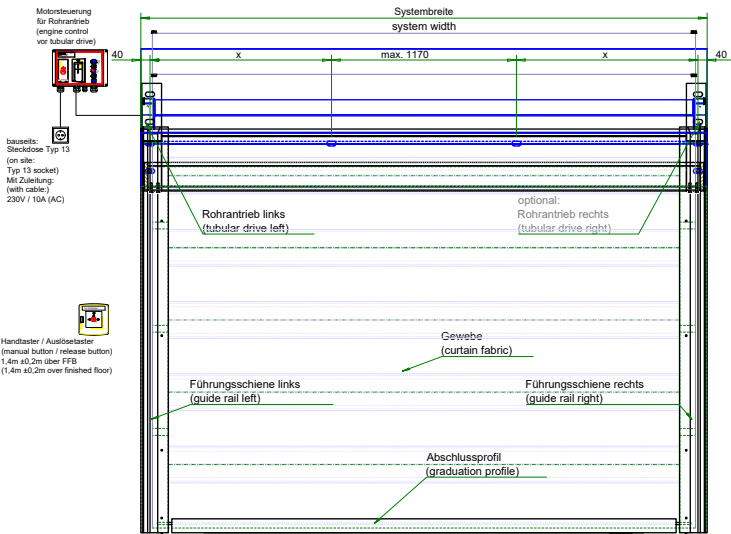 Motorsteuerung
für Rohrantrieb
(engine control
vor tubular drive)
Systembreite
system width
40
x
max. 1170
x
40
bauseits:
Steckdose Typ 13
(on site:
Typ 13 socket)
Mit Zuleitung:
(with cable:)
230V / 10A (AC)
Rohrantrieb links
(tubular drive left)
optional:
Rohrantrieb rechts
(tubular drive right)
Handtaster / Auslösetaster
(manual button / release button)
1,4m ±0,2m über FFB
(1,4m ±0,2m over finished floor)
Gewebe
(curtain fabric)
Führungsschiene links
(guide rail left)
Führungsschiene rechts
(guide rail right)
Abschlussprofil
(graduation profile)